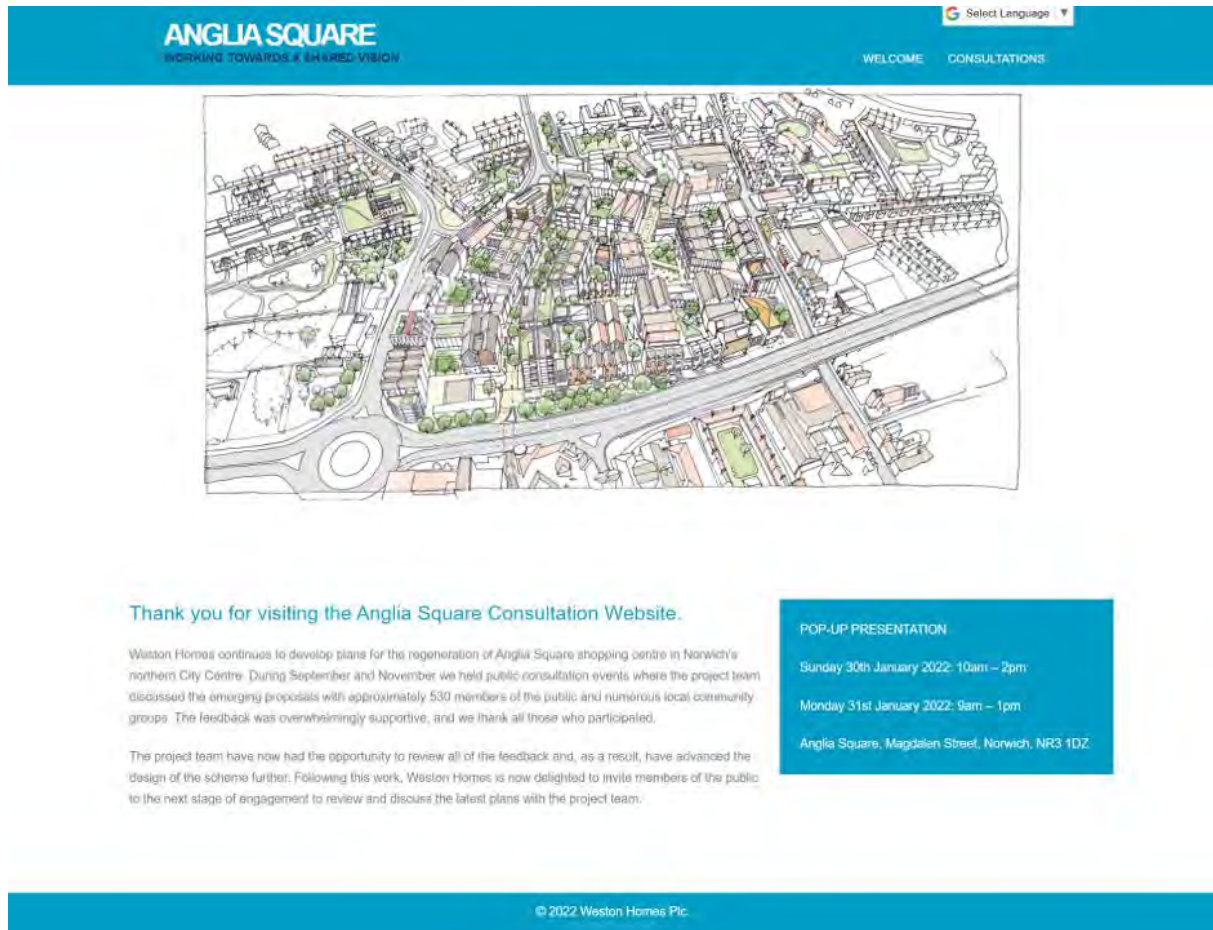 Select Language ▼
ANGLIA SQUARE
WORKING TOWARDS A SHARED VISION
WELCOME CONSULTATIONS
Thank you for visiting the Anglia Square Consultation Website.
Weston Homes continues to develop plans for the regeneration of Anglia Square shopping centre in Norwich's
northern City Centre. During September and November we held public consultation events where the project team
discussed the emerging proposals with approximately 530 members of the public and numerous local community
groups. The feedback was overwhelmingly supportive, and we thank all those who participated.
The project team have now had the opportunity to review all of the feedback and, as a result, have advanced the
design of the scheme further. Following this work, Weston Homes is now delighted to invite members of the public
to the next stage of engagement to review and discuss the latest plans with the project team.
POP-UP PRESENTATION
Sunday 30th January 2022: 10am – 2pm
Monday 31st January 2022: 9am – 1pm
Anglia Square, Magdalen Street, Norwich, NR3 1DZ
© 2022 Weston Homes Plc.